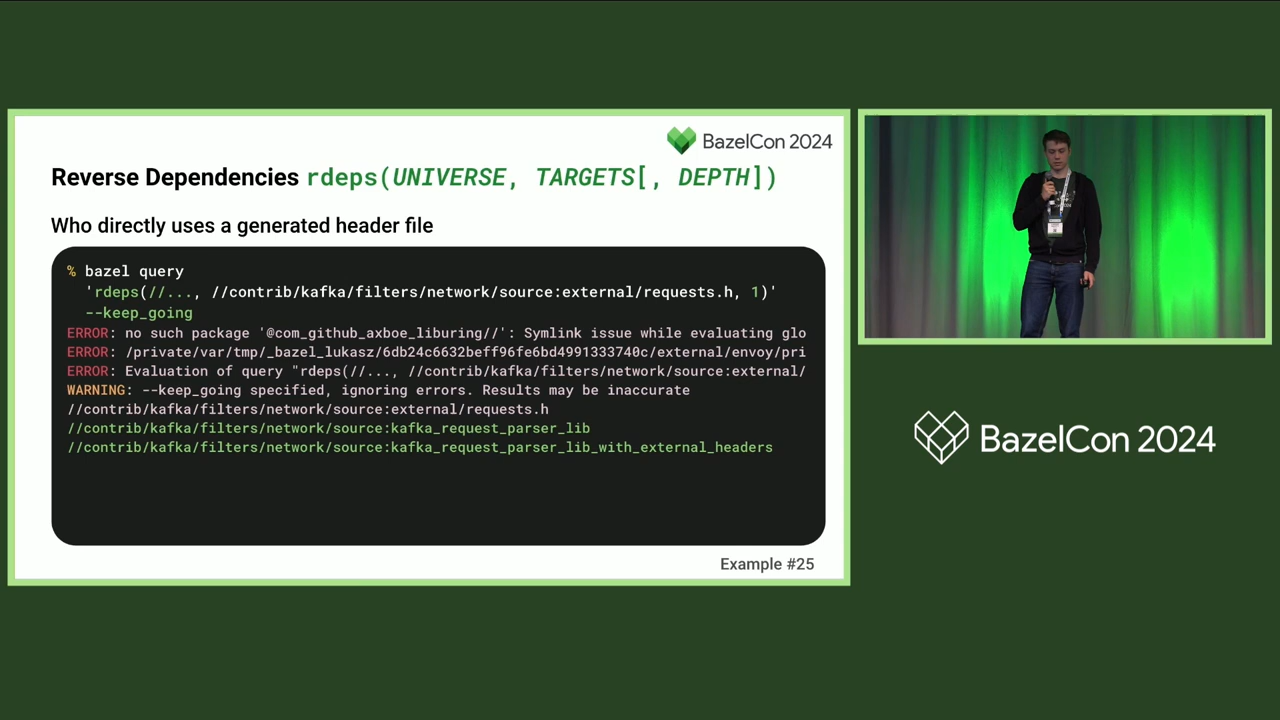 BazelCon 2024
Reverse Dependencies rdeps(UNIVERSE, TARGETS[, DEPTH])
Who directly uses a generated header file
% bazel query
'rdeps(//..., //contrib/kafka/filters/network/source:external/requests.h, 1)'
--keep_going
ERROR: no such package '@com_github_axboe_liburing//': Symlink issue while evaluating glo
ERROR: /private/var/tmp/_bazel_lukasz/6db24c6632beff96fe6bd4991333740c/external/envoy/pri
ERROR: Evaluation of query "rdeps(//..., //contrib/kafka/filters/network/source:external/
WARNING: --keep_going specified, ignoring errors. Results may be inaccurate
//contrib/kafka/filters/network/source:external/requests.h
//contrib/kafka/filters/network/source:kafka_request_parser_lib
//contrib/kafka/filters/network/source:kafka_request_parser_lib_with_external_headers
Example #25
BazelCon 2024